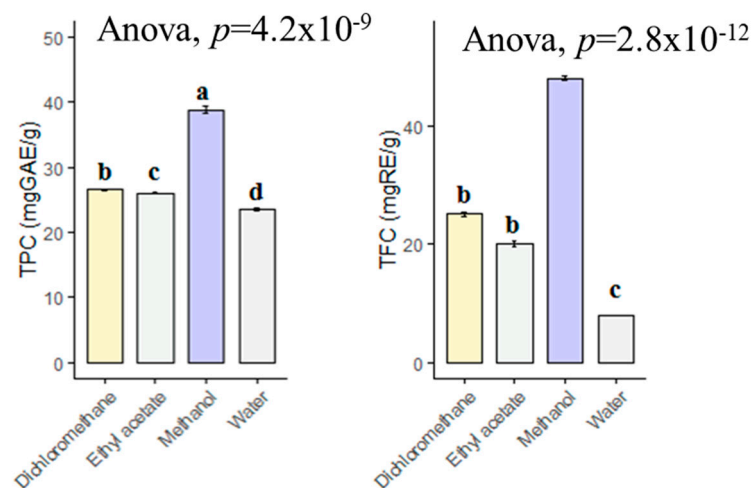 Anova, p=4.2x10⁻⁹
TPC (mgGAE/g)
50
40
30
20
10
0
b
c
a
d
Dichloromethane
Ethyl acetate
Methanol
Water
Anova, p=2.8x10⁻¹²
TFC (mgRE/g)
40
20
0
b
b
c
Dichloromethane
Ethyl acetate
Methanol
Water